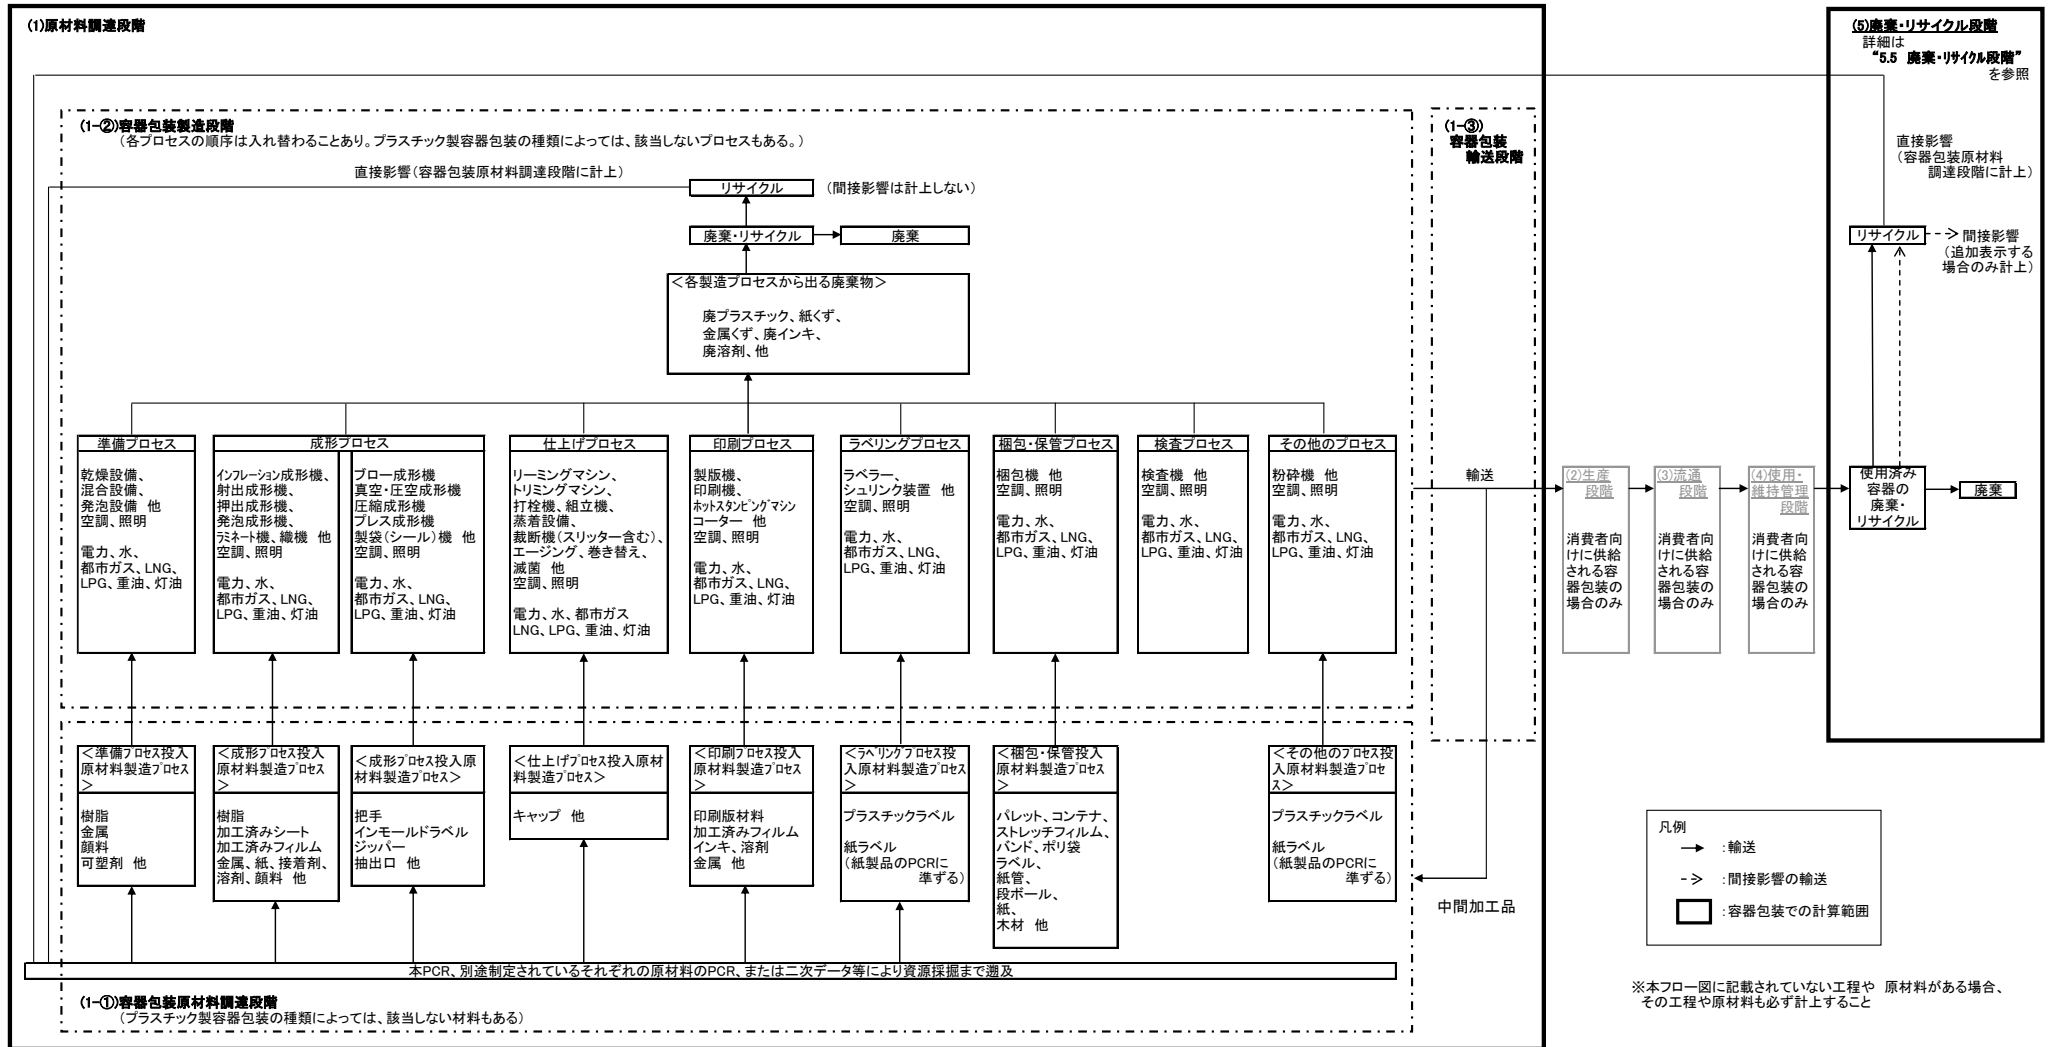 (1)原材料調達段階
(5)廃棄・リサイクル段階
詳細は
“5.5 廃棄・リサイクル段階”
を参照
(1-②)容器包装製造段階
(各プロセスの順序は入れ替わることあり。プラスチック製容器包装の種類によっては、該当しないプロセスもある。)
(1-③)
容器包装
輸送段階
直接影響(容器包装原材料調達段階に計上)
リサイクル
(間接影響は計上しない)
廃棄・リサイクル
廃棄
<各製造プロセスから出る廃棄物>
廃プラスチック、紙くず、
金属くず、廃インキ、
廃溶剤、他
直接影響
(容器包装原材料
調達段階に計上)
リサイクル
間接影響
(追加表示する
場合のみ計上)
準備プロセス
乾燥設備、
混合設備、
発泡設備 他
空調、照明
電力、水、
都市ガス、LNG、
LPG、重油、灯油
成形プロセス
インフレーション成形機、
射出成形機、
押出成形機、
発泡成形機、
ラミネート機、織機 他
空調、照明
電力、水、
都市ガス、LNG、
LPG、重油、灯油
ブロー成形機
真空・圧空成形機
圧縮成形機
プレス成形機
製袋(シール)機 他
空調、照明
電力、水、
都市ガス、LNG、
LPG、重油、灯油
仕上げプロセス
リーミングマシン、
トリミングマシン、
打栓機、組立機、
蒸着設備、
裁断機(スリッター含む)、
エージング、巻き替え、
滅菌 他
空調、照明
電力、水、都市ガス
LNG、LPG、重油、灯油
印刷プロセス
製版機、
印刷機、
ホットスタンピングマシン
コーター 他
空調、照明
電力、水、
都市ガス、LNG、
LPG、重油、灯油
ラベリングプロセス
ラベラー、
シュリンク装置 他
空調、照明
電力、水、
都市ガス、LNG、
LPG、重油、灯油
梱包・保管プロセス
梱包機 他
空調、照明
電力、水、
都市ガス、LNG、
LPG、重油、灯油
検査プロセス
検査機 他
空調、照明
電力、水、
都市ガス、LNG、
LPG、重油、灯油
その他のプロセス
粉砕機 他
空調、照明
電力、水、
都市ガス、LNG、
LPG、重油、灯油
輸送
(2)生産
段階
消費者向
けに供給
される容
器包装の
場合のみ
(3)流通
段階
消費者向
けに供給
される容
器包装の
場合のみ
(4)使用・
維持管理
段階
消費者向
けに供給
される容
器包装の
場合のみ
使用済み
容器の
廃棄・
リサイクル
廃棄
<準備プロセス投入
原材料製造プロセス
>
樹脂
金属
顔料
可塑剤 他
<成形プロセス投入
原材料製造プロセス
>
樹脂
加工済みシート
加工済みフィルム
金属、紙、接着剤、
溶剤、顔料 他
<成形プロセス投入原
材料製造プロセス>
把手
インモールドラベル
ジッパー
抽出口 他
<仕上げプロセス投入原材
料製造プロセス>
キャップ 他
<印刷プロセス投入
原材料製造プロセス
>
印刷版材料
加工済みフィルム
インキ、溶剤
金属 他
<ラベリングプロセス投
入原材料製造プロセス
>
プラスチックラベル
紙ラベル
(紙製品のPCRに
準ずる)
<梱包・保管投入
原材料製造プロセス
>
パレット、コンテナ、
ストレッチフィルム、
バンド、ポリ袋
ラベル、
紙管、
段ボール、
紙、
木材 他
<その他のプロセス投
入原材料製造プロセ
ス>
プラスチックラベル
紙ラベル
(紙製品のPCRに
準ずる)
中間加工品
凡例
:輸送
:間接影響の輸送
:容器包装での計算範囲
本PCR、別途制定されているそれぞれの原材料のPCR、または二次データ等により資源採掘まで遡及
(1-①)容器包装原材料調達段階
(プラスチック製容器包装の種類によっては、該当しない材料もある)
※本フロー図に記載されていない工程や 原材料がある場合、
その工程や原材料も必ず計上すること